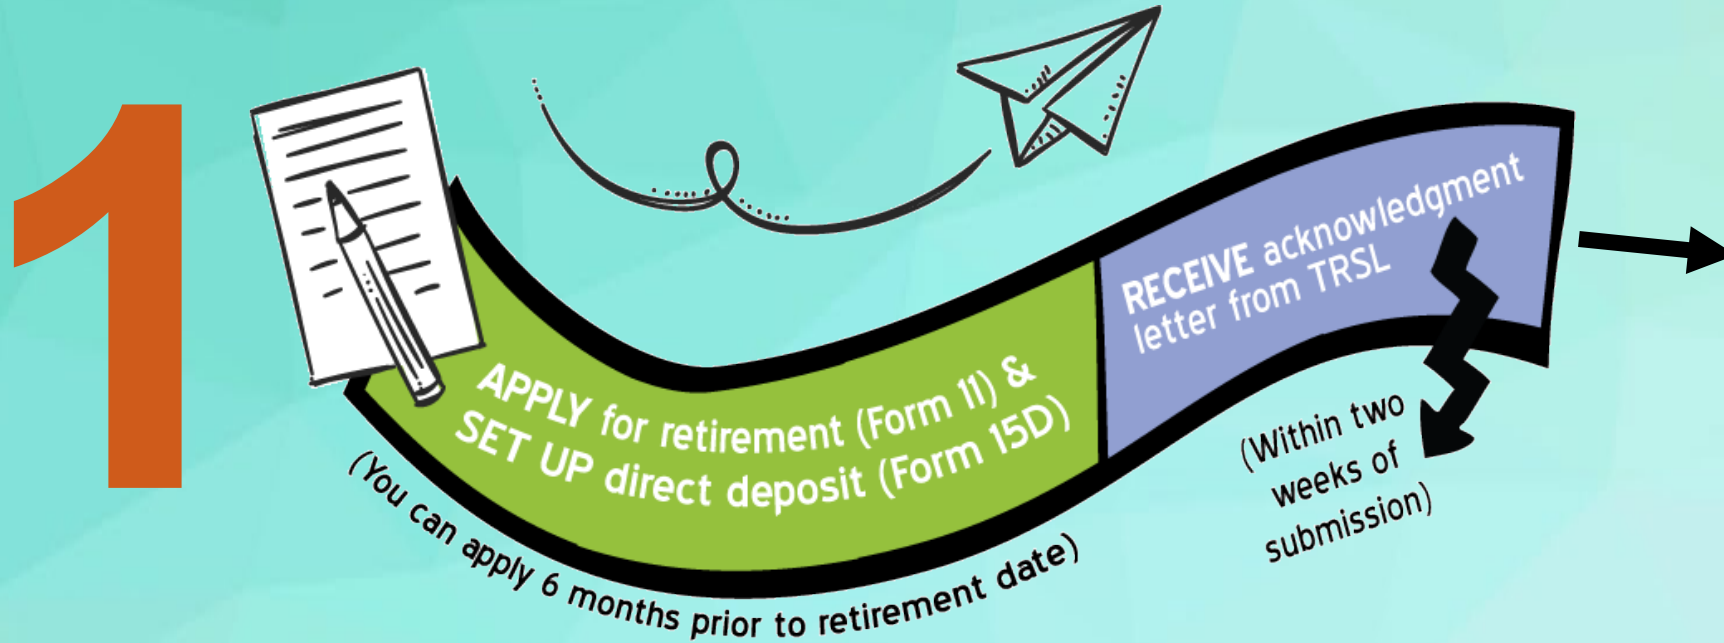 1
APPLY for retirement (Form 11) &
SET UP direct deposit (Form 15D)
(You can apply 6 months prior to retirement date)
RECEIVE acknowledgment
letter from TRSL
(Within two
weeks of
submission)